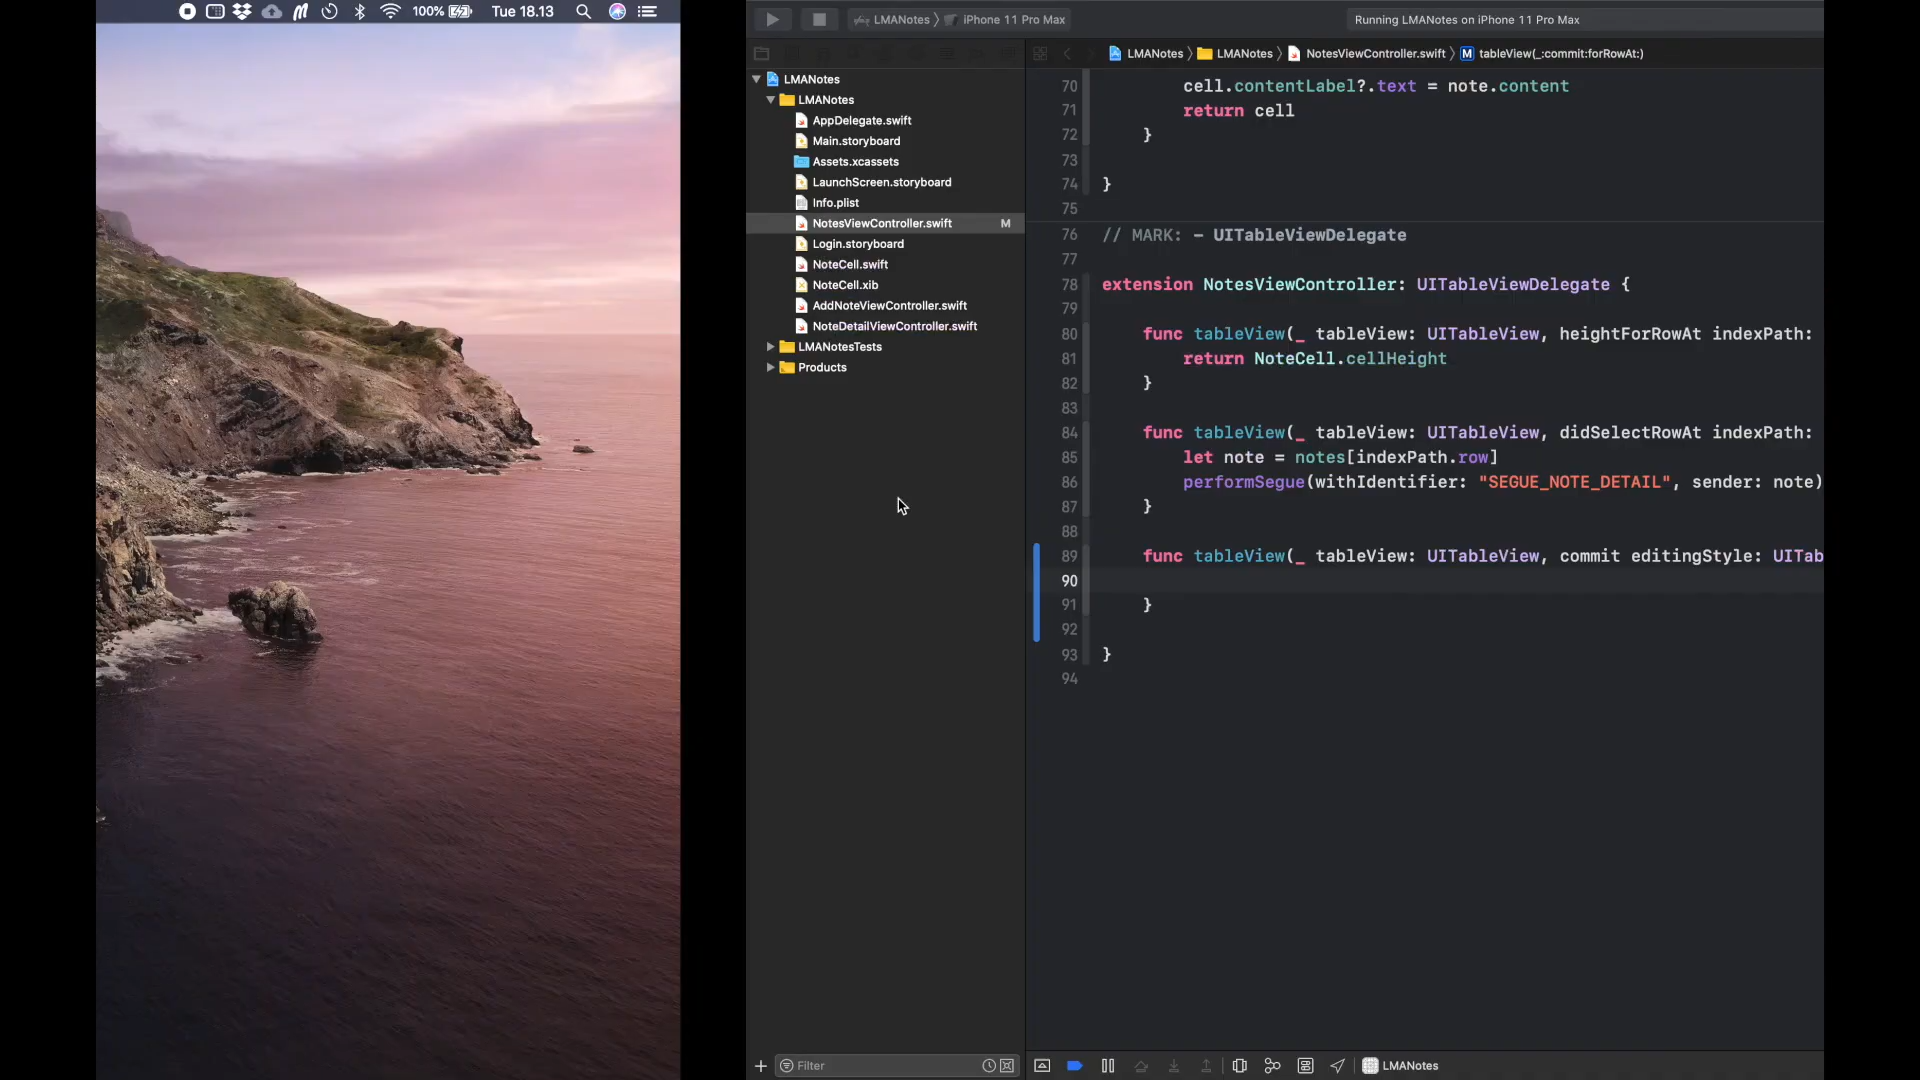 100%
Tue 18.13
LMANotes
iPhone 11 Pro Max
Running LMANotes on iPhone 11 Pro Max
LMANotes
LMANotes
NotesViewController.swift
M
tableView(_:commit:forRowAt:)
LMANotes
LMANotes
AppDelegate.swift
Main.storyboard
Assets.xcassets
LaunchScreen.storyboard
Info.plist
NotesViewController.swift M
Login.storyboard
NoteCell.swift
NoteCell.xib
AddNoteViewController.swift
NoteDetailViewController.swift
LMANotesTests
Products
Filter
70 cell.contentLabel?.text = note.content
71 return cell
72 }
73
74 }
75
76 // MARK: - UITableViewDelegate
77
78 extension NotesViewController: UITableViewDelegate {
79
80 func tableView(_ tableView: UITableView, heightForRowAt indexPath:
81 return NoteCell.cellHeight
82 }
83
84 func tableView(_ tableView: UITableView, didSelectRowAt indexPath:
85 let note = notes[indexPath.row]
86 performSegue(withIdentifier: "SEGUE_NOTE_DETAIL", sender: note)
87 }
88
89 func tableView(_ tableView: UITableView, commit editingStyle: UITab
90
91 }
92
93 }
94
LMANotes